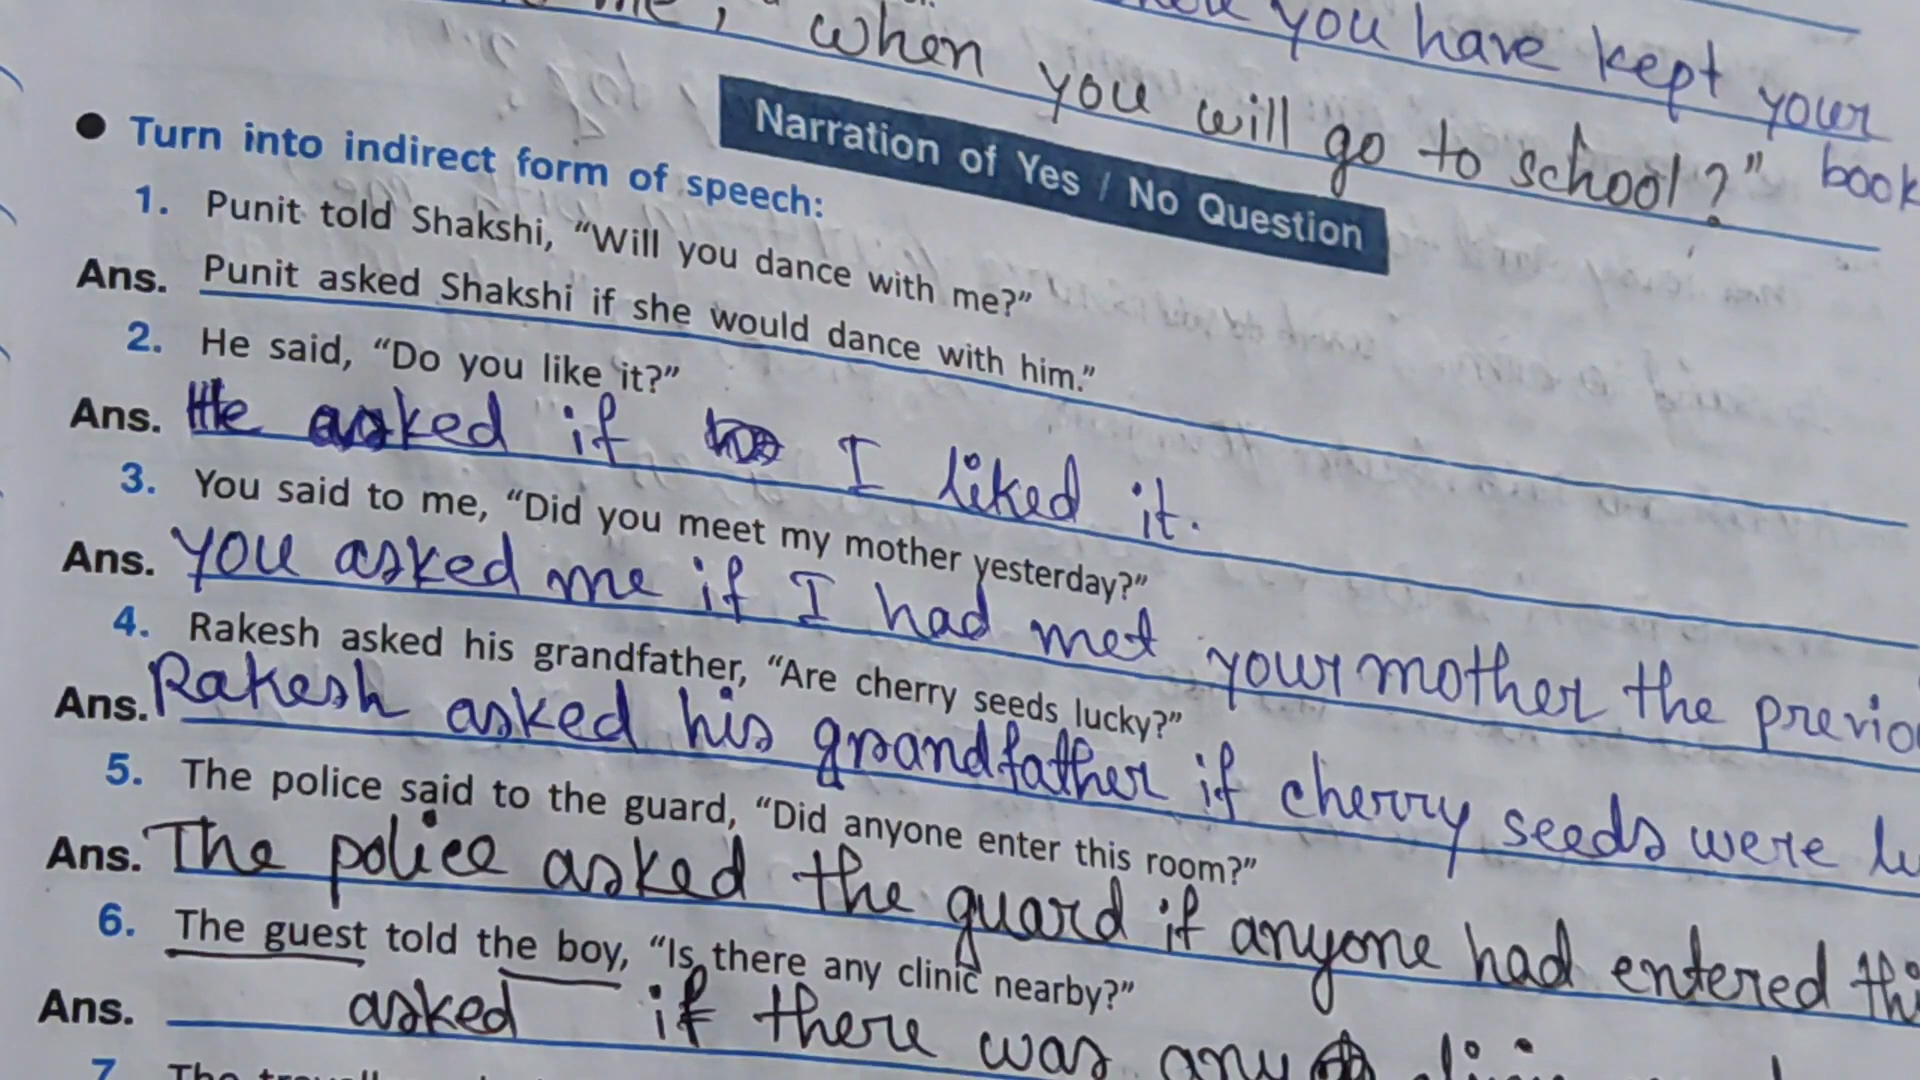 me," when you will go to school?"
you have kept your
book
Narration of Yes / No Question
● Turn into indirect form of speech:
1. Punit told Shakshi, “Will you dance with me?”
Ans. Punit asked Shakshi if she would dance with him.”
2. He said, “Do you like it?”
Ans. He asked if I liked it.
3. You said to me, “Did you meet my mother yesterday?”
Ans. You asked me if I had met your mother the previo
4. Rakesh asked his grandfather, “Are cherry seeds lucky?”
Ans. Rakesh asked his grandfather if cherry seeds were lu
5. The police said to the guard, “Did anyone enter this room?”
Ans. The police asked the guard if anyone had entered thi
6. The guest told the boy, “Is there any clinic nearby?”
Ans. asked if there was any
7.